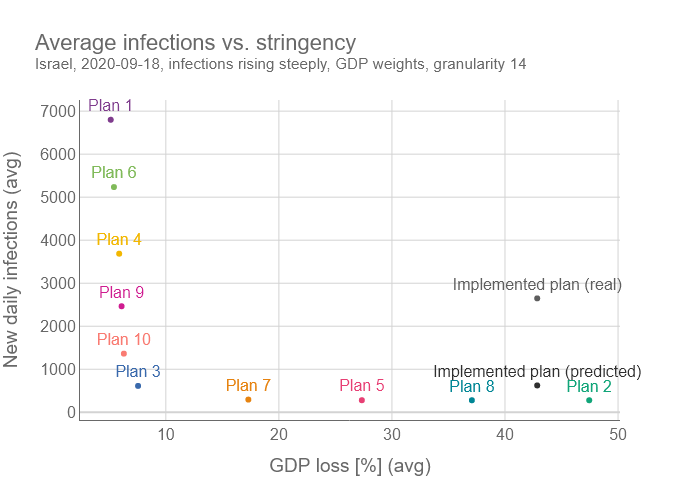 Average infections vs. stringency
Israel, 2020-09-18, infections rising steeply, GDP weights, granularity 14
New daily infections (avg)
7000
6000
5000
4000
3000
2000
1000
0
Plan 1
Plan 6
Plan 4
Plan 9
Implemented plan (real)
Plan 10
Plan 3
Implemented plan (predicted)
Plan 7
Plan 5
Plan 8
Plan 2
10
20
30
40
50
GDP loss [%] (avg)